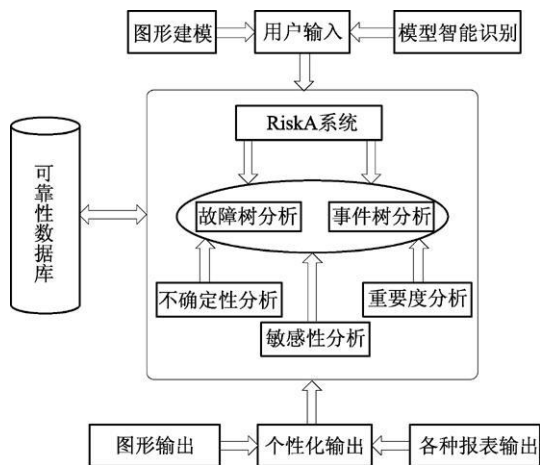 图形建模
用户输入
模型智能识别
RiskA系统
可靠性数据库
故障树分析
事件树分析
不确定性分析
重要度分析
敏感性分析
图形输出
个性化输出
各种报表输出